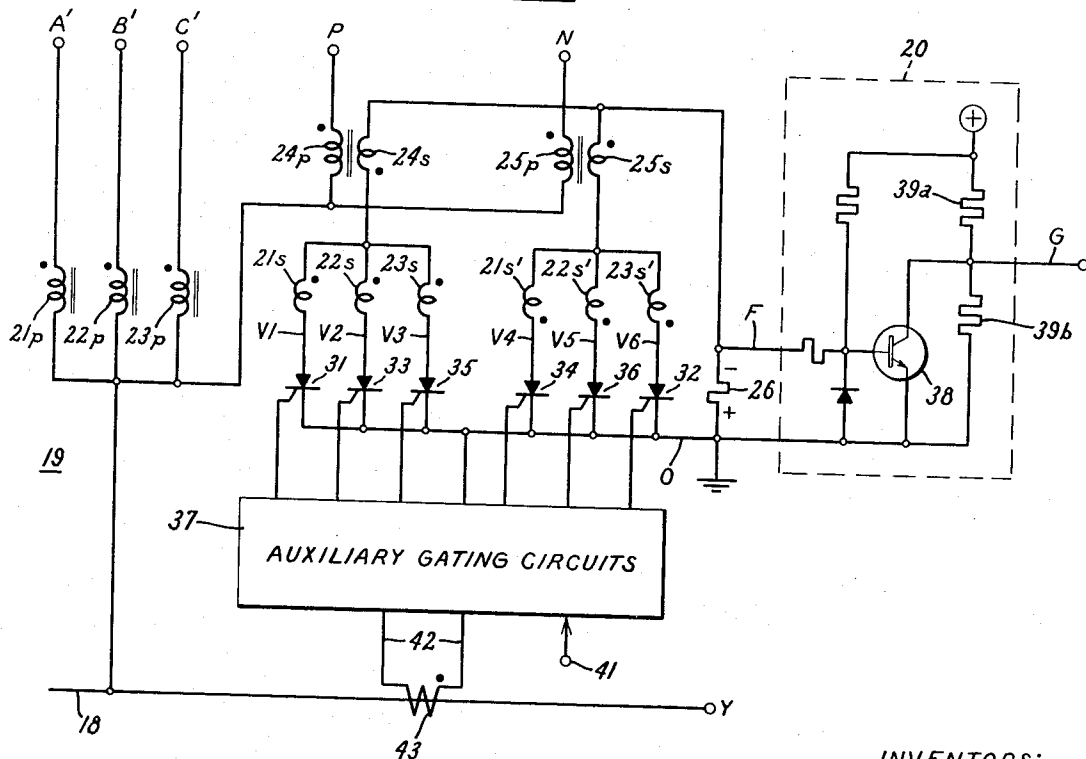 A' B' C' P N 20
24p 24s 25p 25s 39a
21s 22s 23s 21s' 22s' 23s' G
F
21p 22p 23p V1 V2 V3 V4 V5 V6 39b
31 33 35 34 36 32 - 26 + 38
19 O
37
AUXILIARY GATING CIRCUITS
42 41
18 43 Y
INVENTORS: